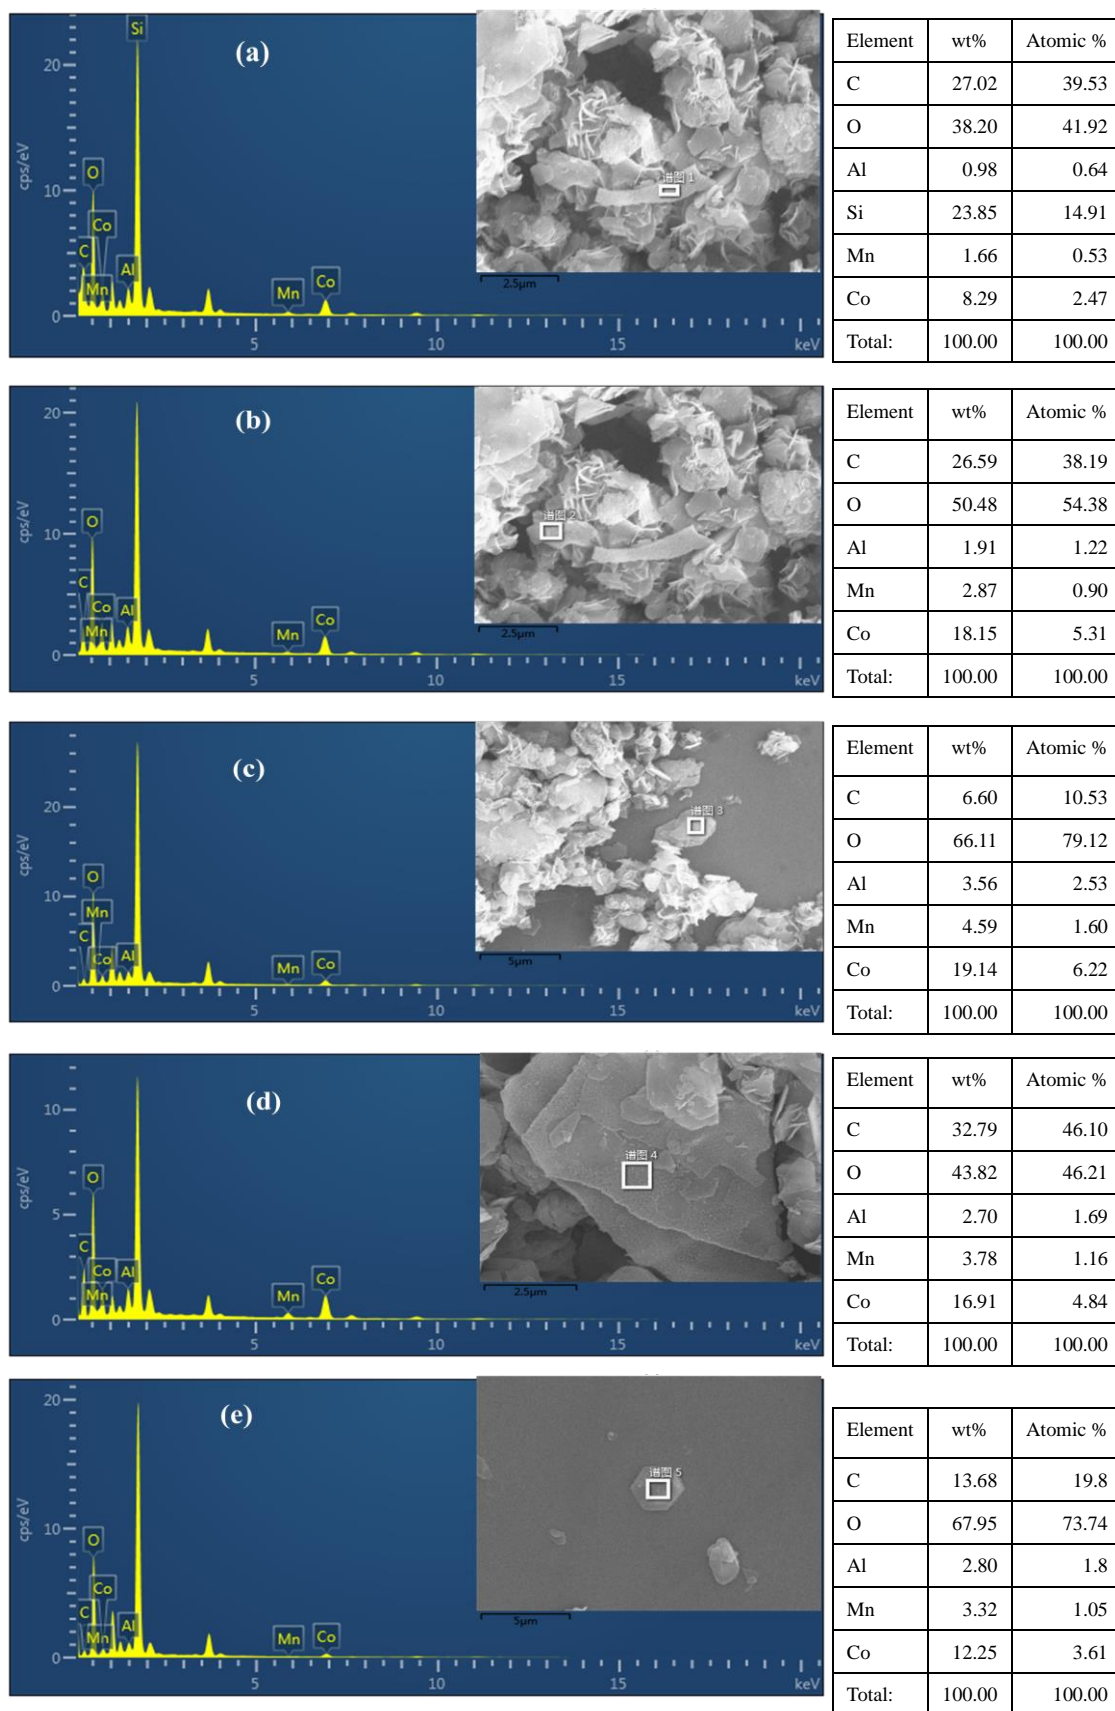 (a)
cps/eV
20
10
0
Si
O
Co
C
Mn
Al
Mn
Co
5
10
15
keV
谱图 1
2.5μm
Element wt% Atomic %
C 27.02 39.53
O 38.20 41.92
Al 0.98 0.64
Si 23.85 14.91
Mn 1.66 0.53
Co 8.29 2.47
Total: 100.00 100.00
(b)
cps/eV
20
10
0
O
C
Co
Al
Mn
Mn
Co
5
10
15
keV
谱图 2
2.5μm
Element wt% Atomic %
C 26.59 38.19
O 50.48 54.38
Al 1.91 1.22
Mn 2.87 0.90
Co 18.15 5.31
Total: 100.00 100.00
(c)
cps/eV
20
10
0
O
Mn
C
Co
Al
Mn
Co
5
10
15
keV
谱图 3
5μm
Element wt% Atomic %
C 6.60 10.53
O 66.11 79.12
Al 3.56 2.53
Mn 4.59 1.60
Co 19.14 6.22
Total: 100.00 100.00
(d)
cps/eV
10
5
0
O
C
Co
Al
Mn
Mn
Co
5
10
15
keV
谱图 4
2.5μm
Element wt% Atomic %
C 32.79 46.10
O 43.82 46.21
Al 2.70 1.69
Mn 3.78 1.16
Co 16.91 4.84
Total: 100.00 100.00
(e)
cps/eV
20
10
0
O
Co
C
Mn
Al
Mn
Co
5
10
15
keV
谱图 5
5μm
Element wt% Atomic %
C 13.68 19.8
O 67.95 73.74
Al 2.80 1.8
Mn 3.32 1.05
Co 12.25 3.61
Total: 100.00 100.00